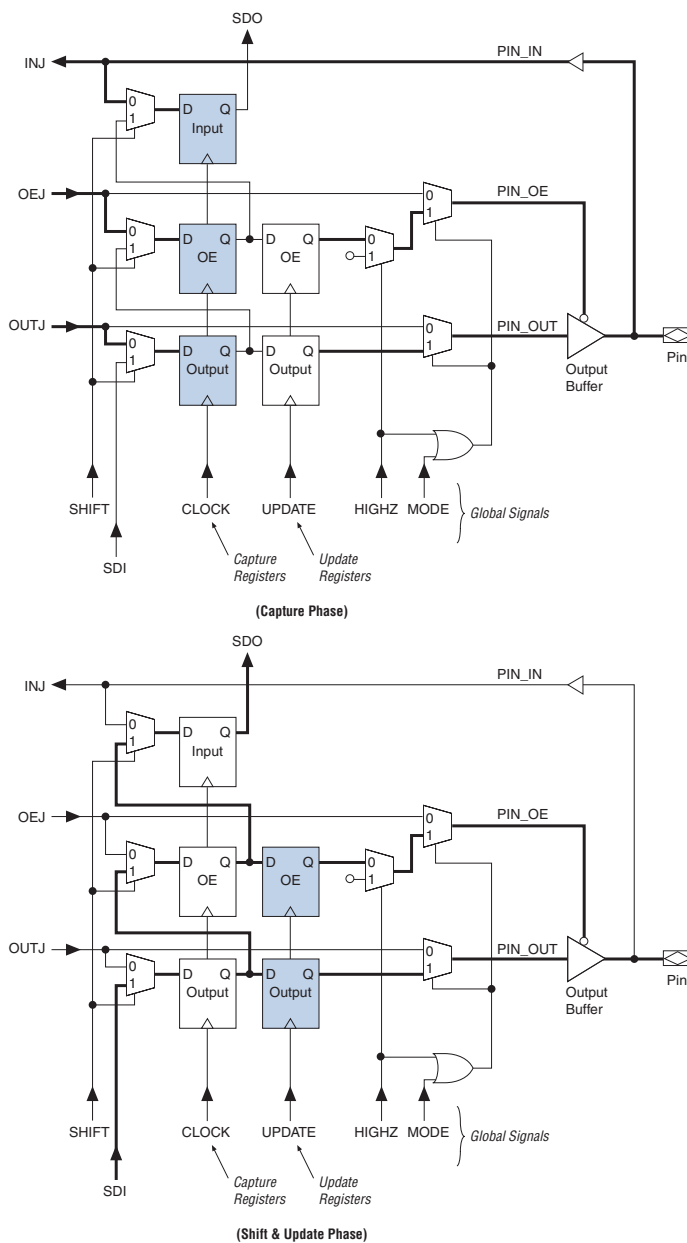 SDO
INJ
PIN_IN
0
1
D Q
Input
OEJ
0
1
PIN_OE
0
1
D Q
OE
D Q
OE
0
1
OUTJ
0
1
PIN_OUT
0
1
D Q
Output
D Q
Output
Output
Buffer
Pin
SHIFT
CLOCK
UPDATE
HIGHZ
MODE
Global Signals
SDI
Capture
Registers
Update
Registers
(Capture Phase)
SDO
INJ
PIN_IN
0
1
D Q
Input
OEJ
0
1
PIN_OE
0
1
D Q
OE
D Q
OE
0
1
OUTJ
0
1
PIN_OUT
0
1
D Q
Output
D Q
Output
Output
Buffer
Pin
SHIFT
CLOCK
UPDATE
HIGHZ
MODE
Global Signals
SDI
Capture
Registers
Update
Registers
(Shift & Update Phase)